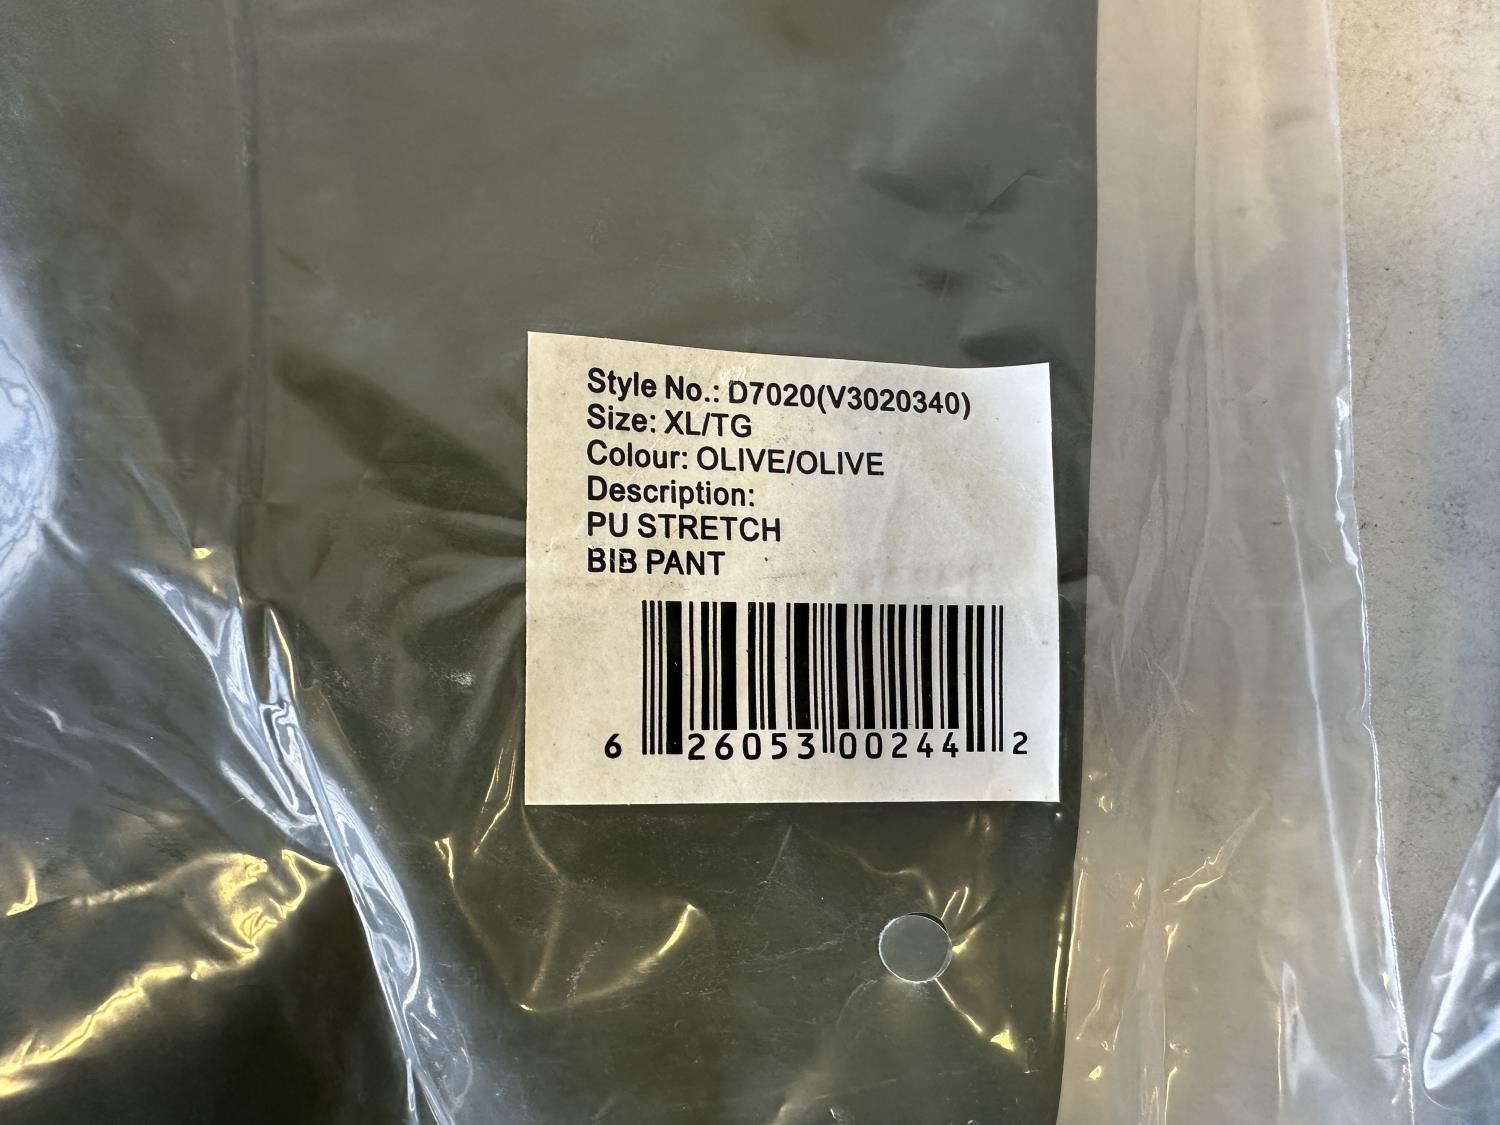 Style No.: D7020(V3020340)
Size: XL/TG
Colour: OLIVE/OLIVE
Description:
PU STRETCH
BIB PANT
6 26053 00244 2